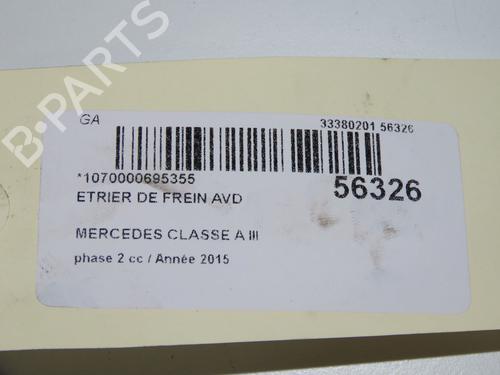 B-PARTS
GA 33380201 56326
*1070000695355 56326
ETRIER DE FREIN AVD
MERCEDES CLASSE A III
phase 2 cc / Année 2015